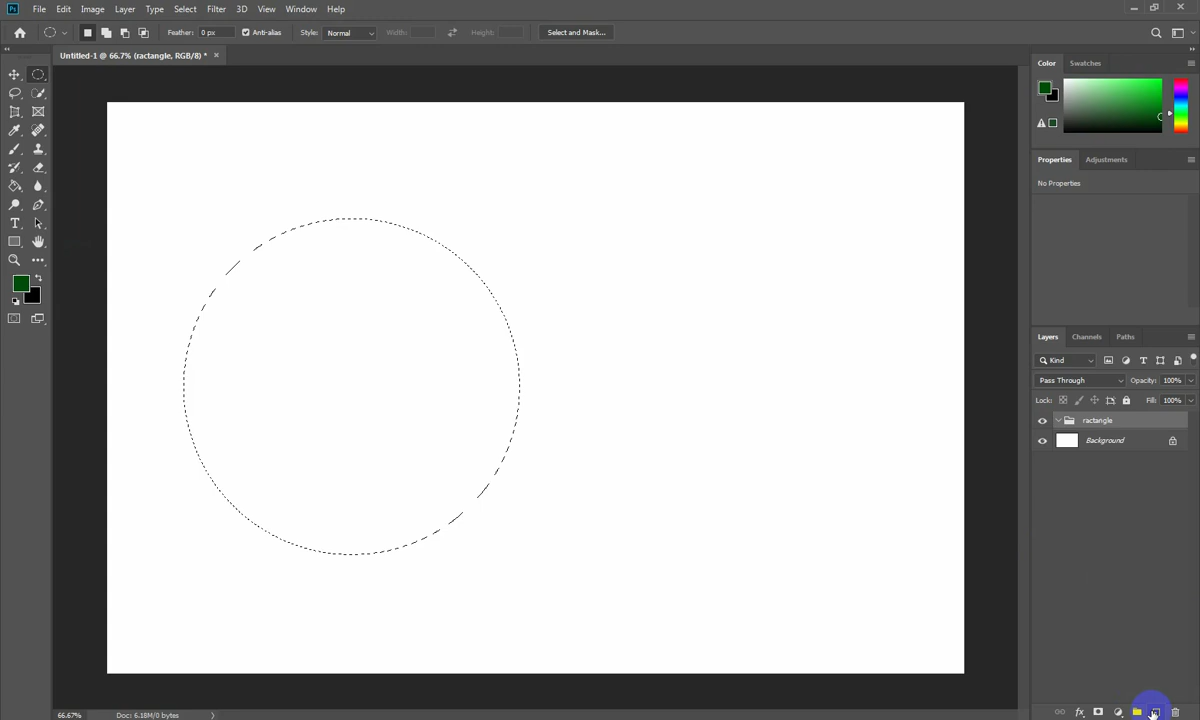 Ps File Edit Image Layer Type Select Filter 3D View Window Help
Feather: 0 px Anti-alias Style: Normal Width: Height: Select and Mask...
Untitled-1 @ 66.7% (ractangle, RGB/8) * ×
Color Swatches
Properties Adjustments
No Properties
T
Layers Channels Paths
Kind T
Pass Through Opacity: 100%
Lock: Fill: 100%
ractangle
Background
66.67% Doc: 6.18M/0 bytes
fx